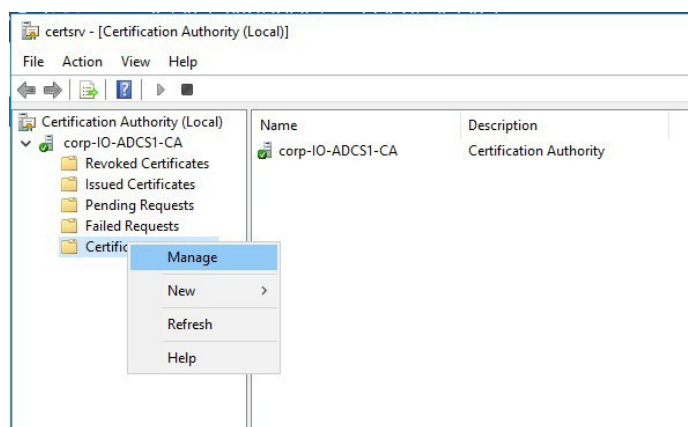 certsrv - [Certification Authority (Local)]
File Action View Help
Certification Authority (Local)
corp-IO-ADCS1-CA
Revoked Certificates
Issued Certificates
Pending Requests
Failed Requests
Manage
New
Refresh
Help
Name Description
corp-IO-ADCS1-CA Certification Authority